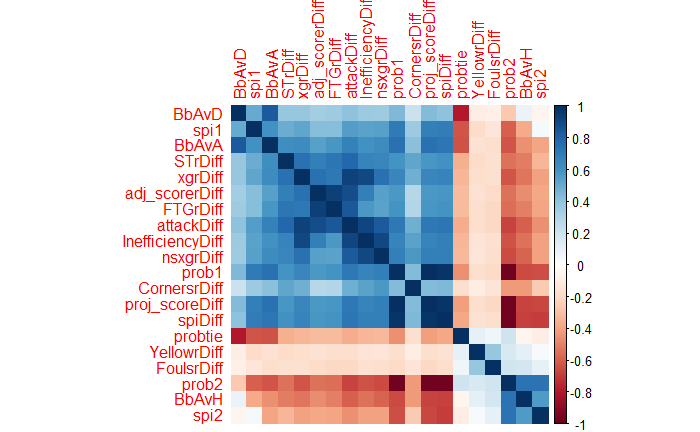 BbAvD
spi1
BbAvA
STrDiff
xgrDiff
adj_scorerDiff
FTGrDiff
attackDiff
InefficiencyDiff
nsxgrDiff
prob1
CornersrDiff
proj_scoreDiff
spiDiff
probtie
YellowrDiff
FoulsrDiff
prob2
BbAvH
spi2
BbAvD
spi1
BbAvA
STrDiff
xgrDiff
adj_scorerDiff
FTGrDiff
attackDiff
InefficiencyDiff
nsxgrDiff
prob1
CornersrDiff
proj_scoreDiff
spiDiff
probtie
YellowrDiff
FoulsrDiff
prob2
BbAvH
spi2
1
0.8
0.6
0.4
0.2
0
-0.2
-0.4
-0.6
-0.8
-1